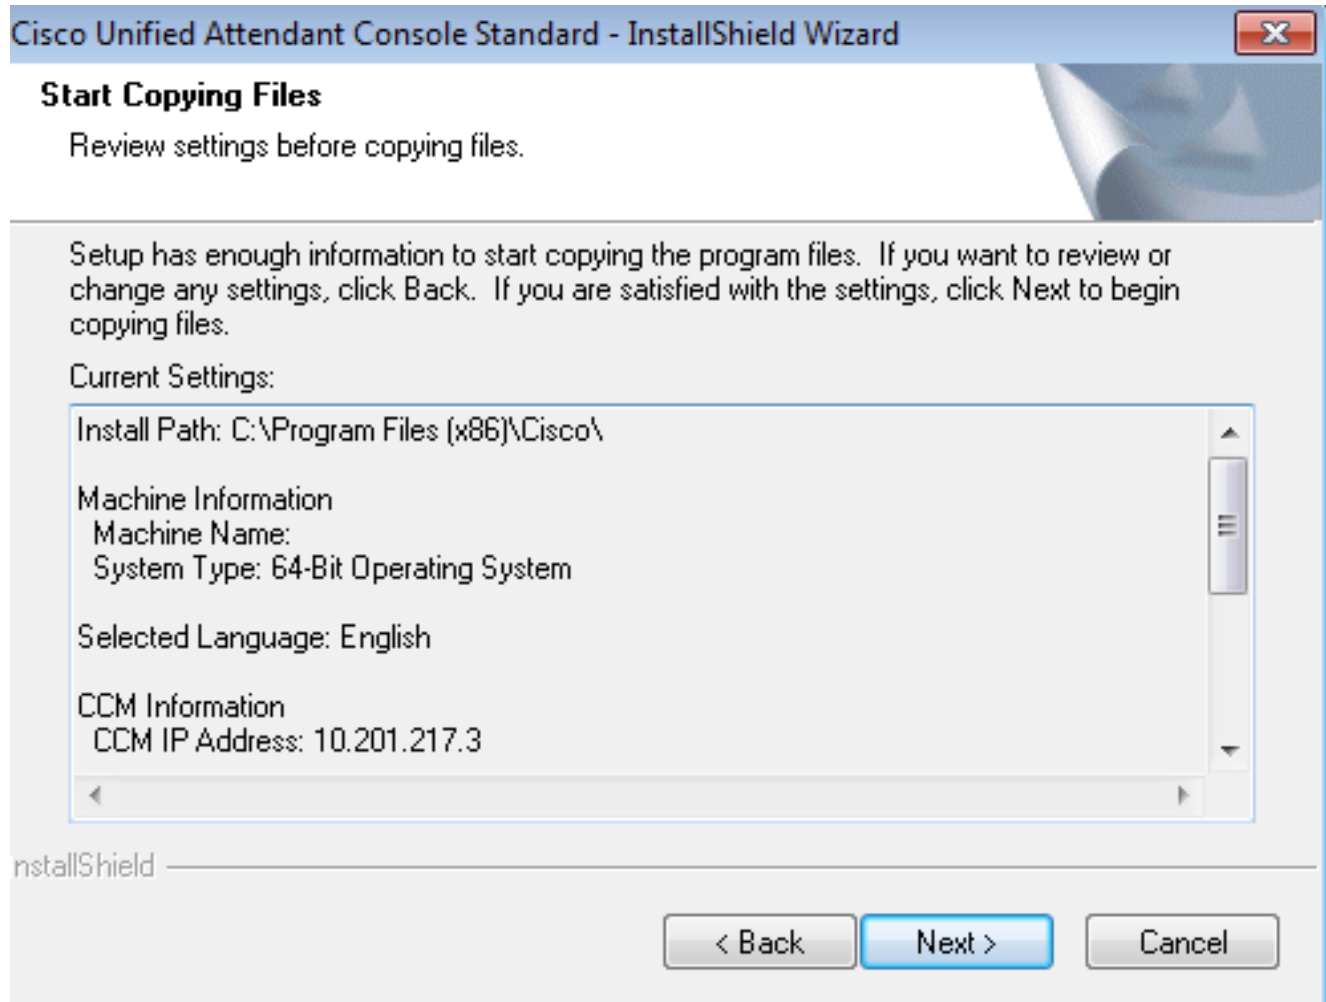 Cisco Unified Attendant Console Standard - InstallShield Wizard
Start Copying Files
Review settings before copying files.
Setup has enough information to start copying the program files.  If you want to review or
change any settings, click Back.  If you are satisfied with the settings, click Next to begin
copying files.
Current Settings:
Install Path: C:\Program Files (x86)\Cisco\
Machine Information
Machine Name:
System Type: 64-Bit Operating System
Selected Language: English
CCM Information
CCM IP Address: 10.201.217.3
nstallShield
< Back
Next >
Cancel